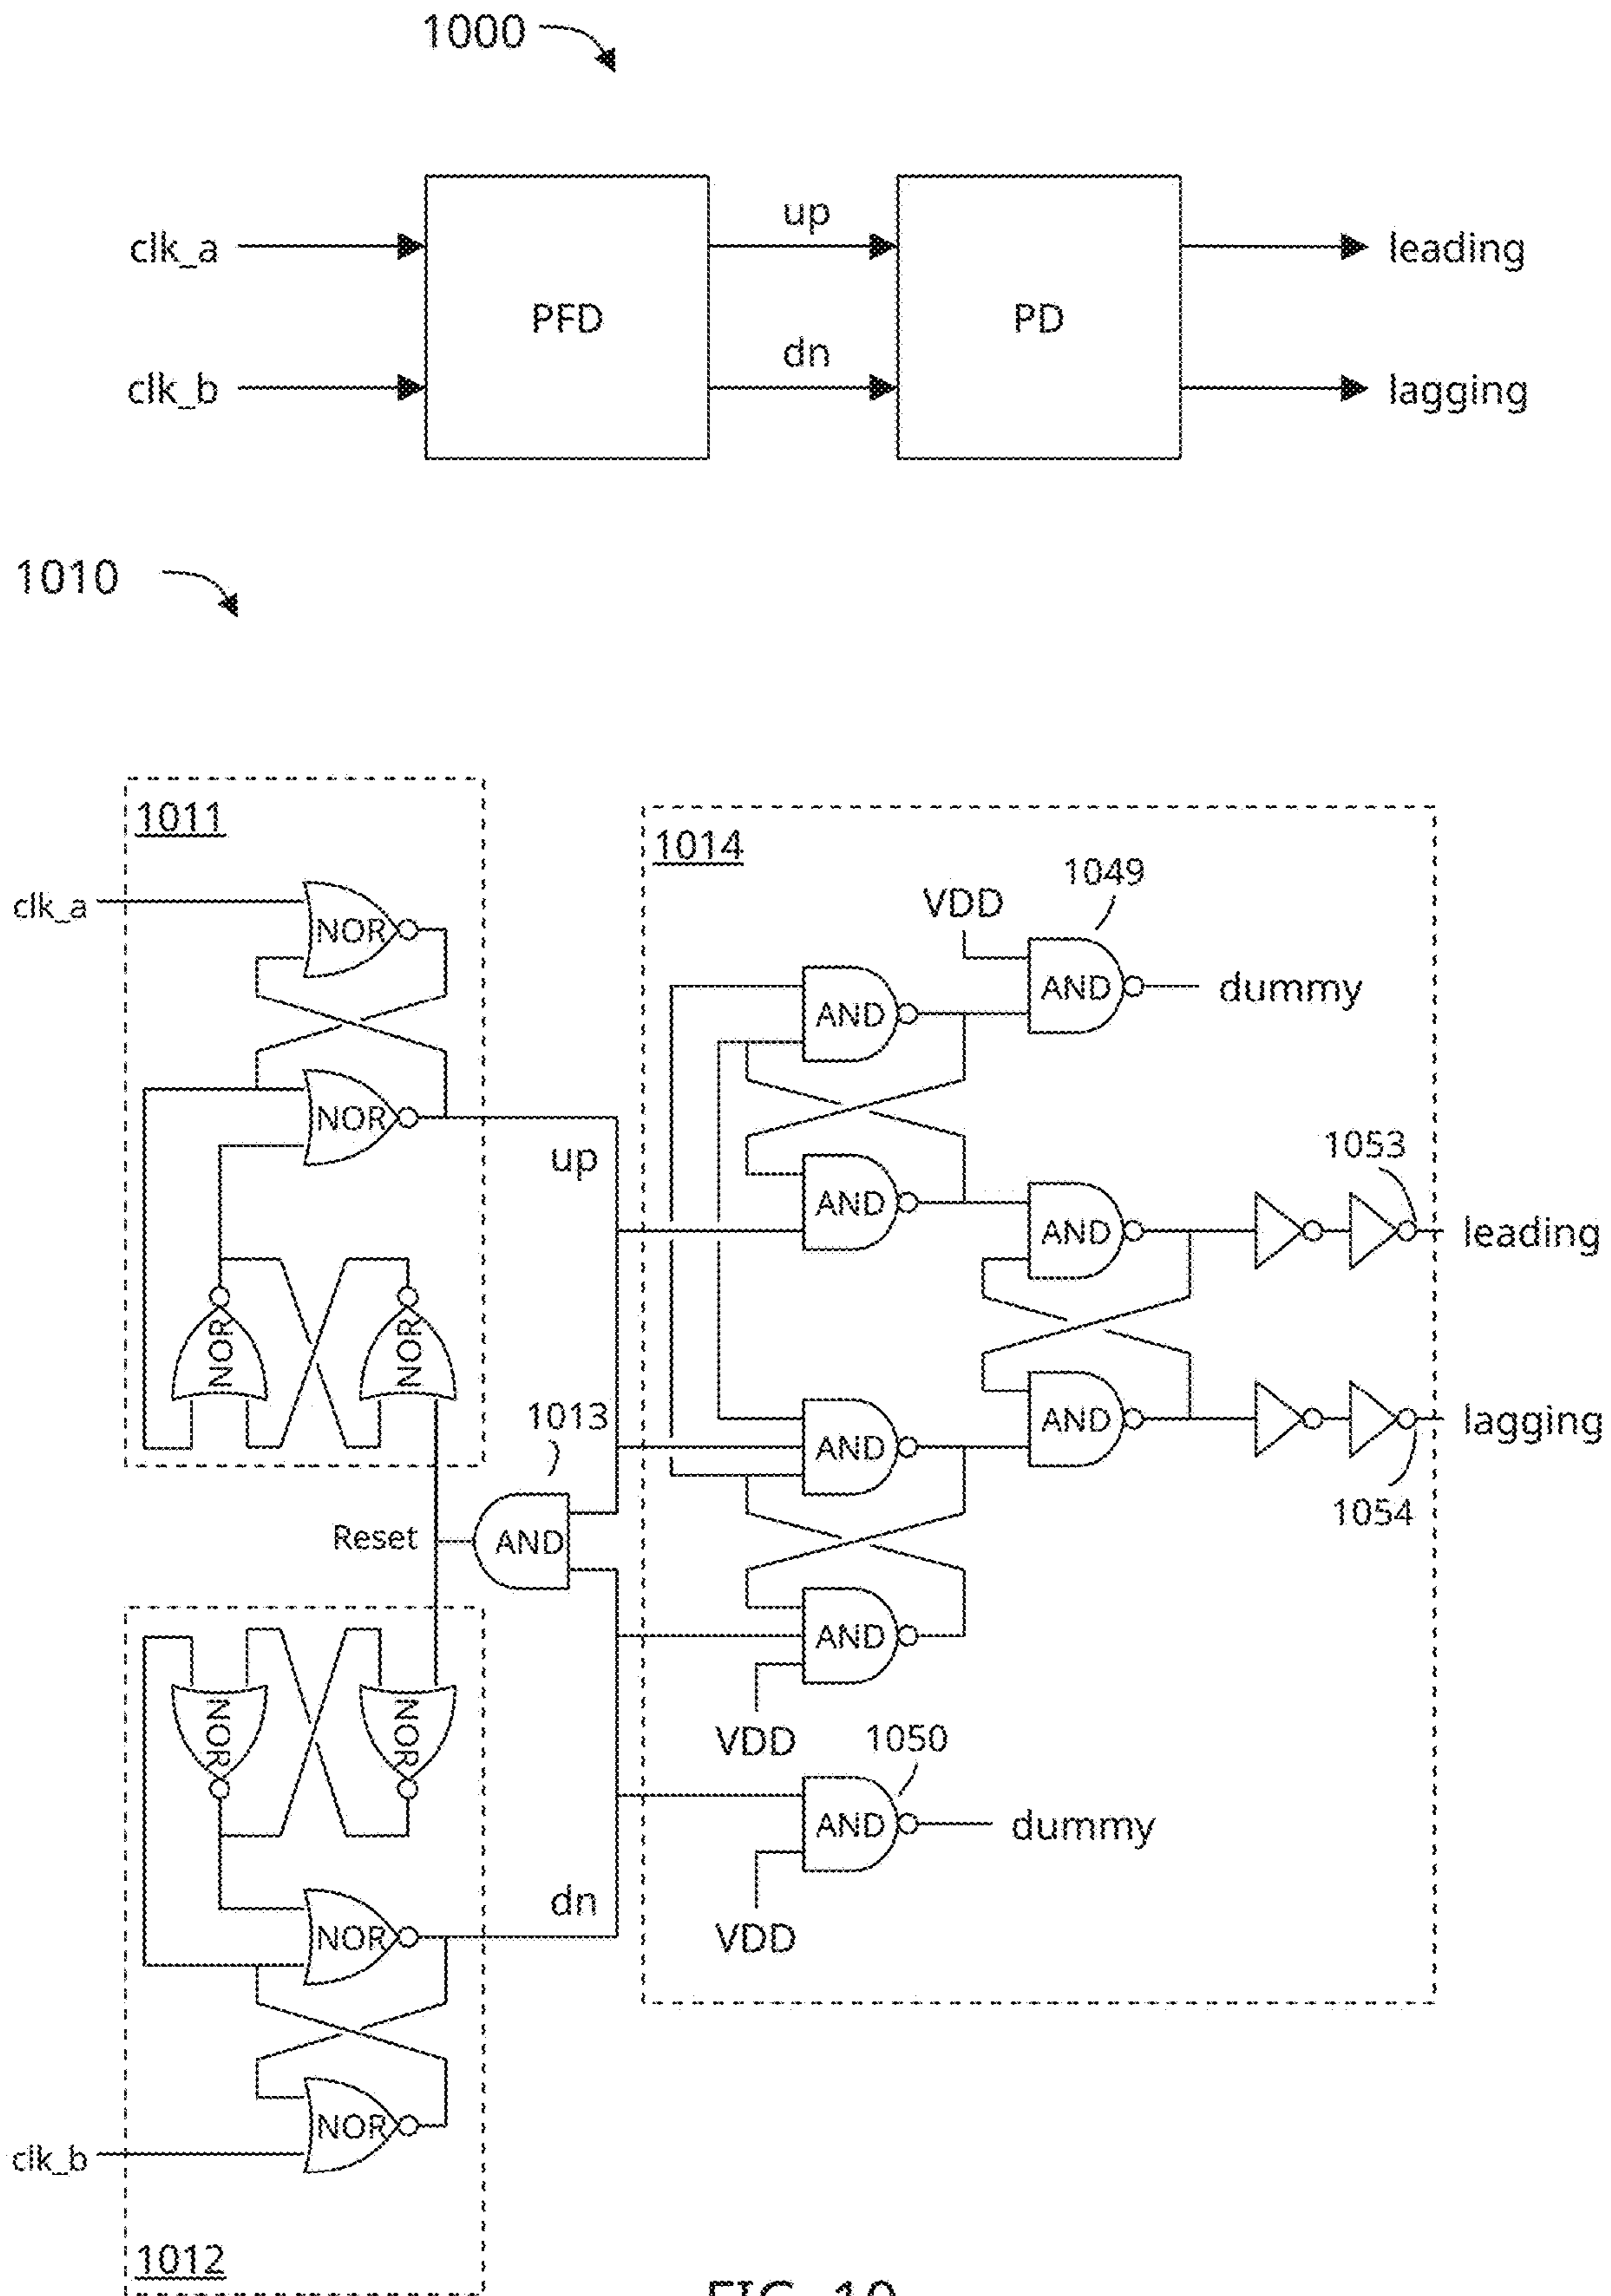 1000
clk_a
clk_b
PFD
up
dn
PD
leading
lagging
1010
1011
clk_a
NOR
NOR
NOR
NOR
up
1013
AND
Reset
NOR
NOR
NOR
dn
NOR
clk_b
1012
1014
VDD
1049
AND
AND
dummy
AND
AND
1053
leading
AND
AND
lagging
1054
AND
VDD
1050
AND
dummy
VDD
FIG. 10